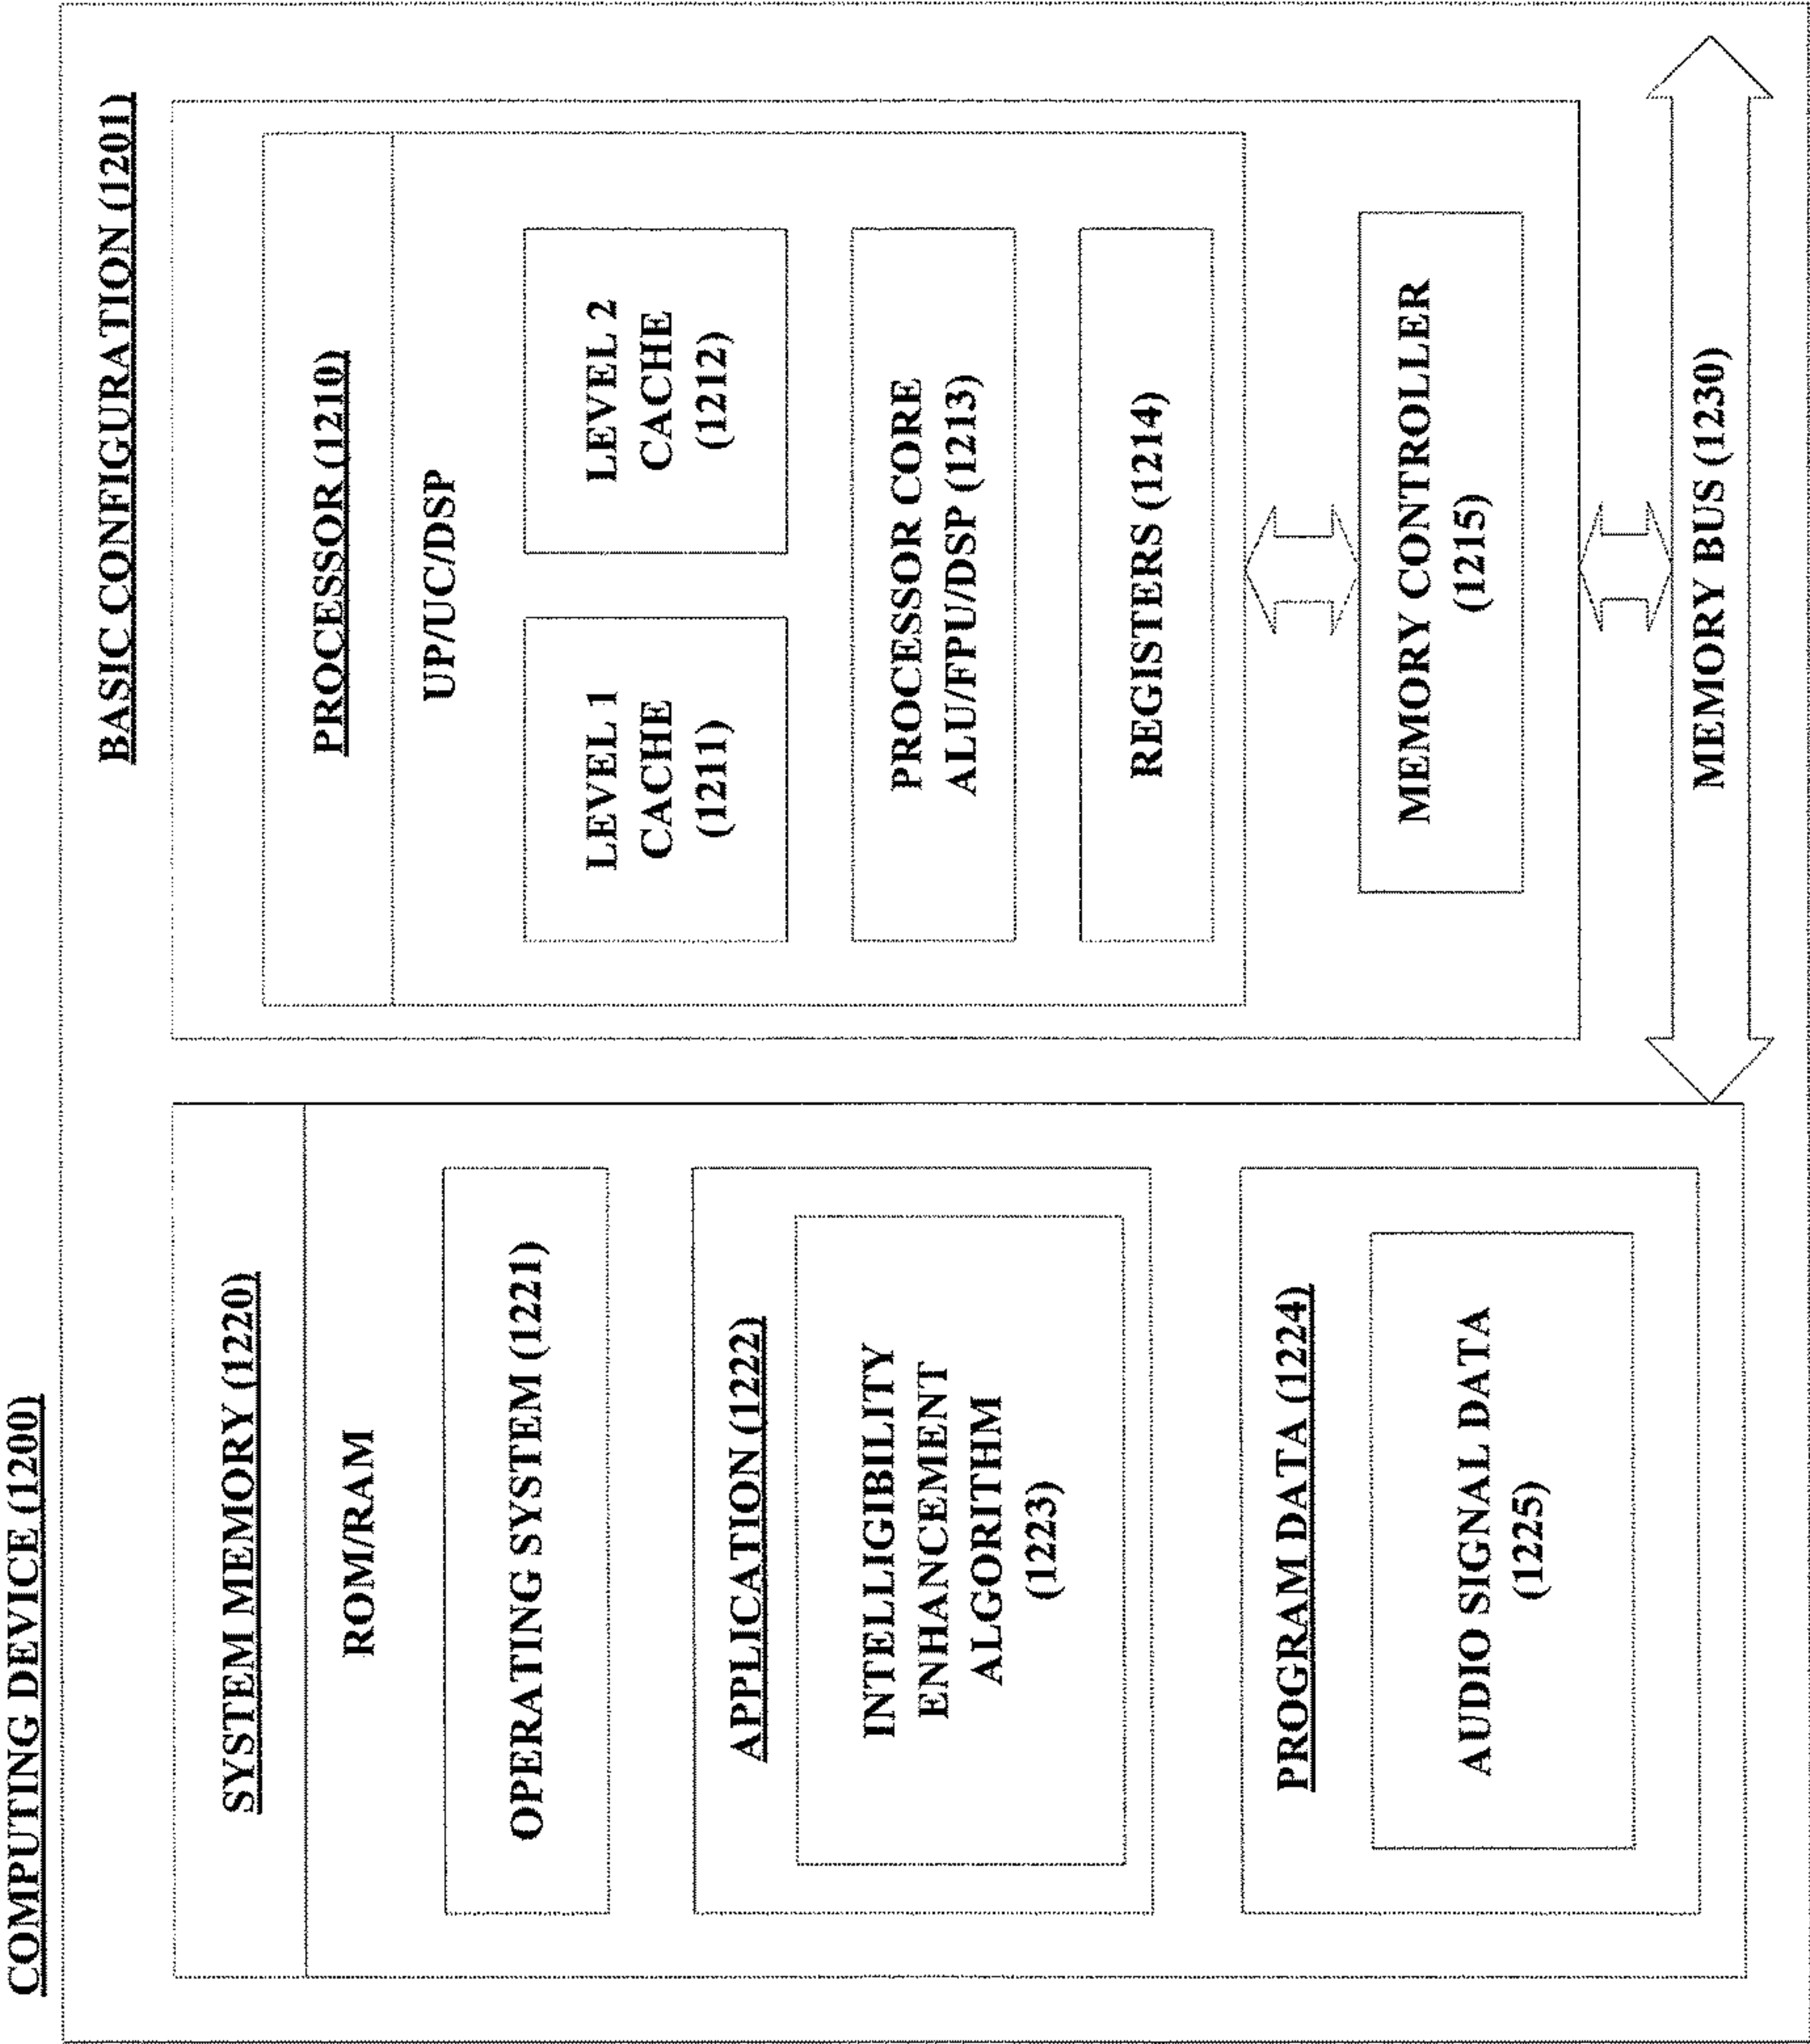 COMPUTING DEVICE (1200)
BASIC CONFIGURATION (1201)
SYSTEM MEMORY (1220)
ROM/RAM
OPERATING SYSTEM (1221)
APPLICATION (1222)
INTELLIGIBILITY
ENHANCEMENT
ALGORITHM
(1223)
PROGRAM DATA (1224)
AUDIO SIGNAL DATA
(1225)
PROCESSOR (1210)
UP/UC/DSP
LEVEL 1
CACHE
(1211)
LEVEL 2
CACHE
(1212)
PROCESSOR CORE
ALU/FPU/DSP (1213)
REGISTERS (1214)
MEMORY CONTROLLER
(1215)
MEMORY BUS (1230)